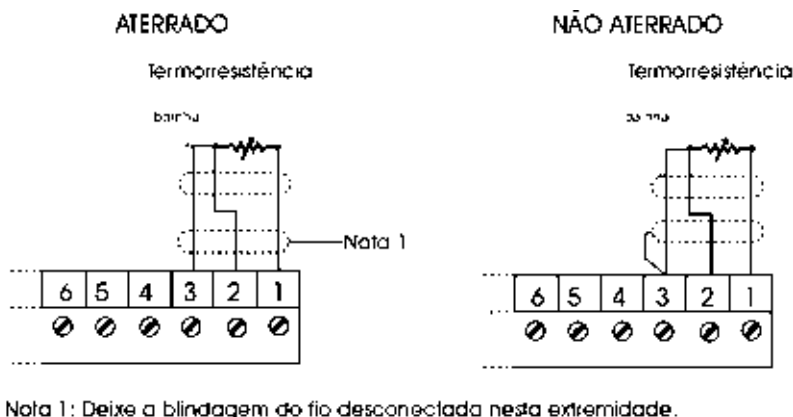 ATERRADO
NÃO ATERRADO
Termorresistência
Termorresistência
bainha
bainha
Nota 1
6 5 4 3 2 1
6 5 4 3 2 1
Nota 1: Deixe a blindagem do fio desconectada nesta extremidade.